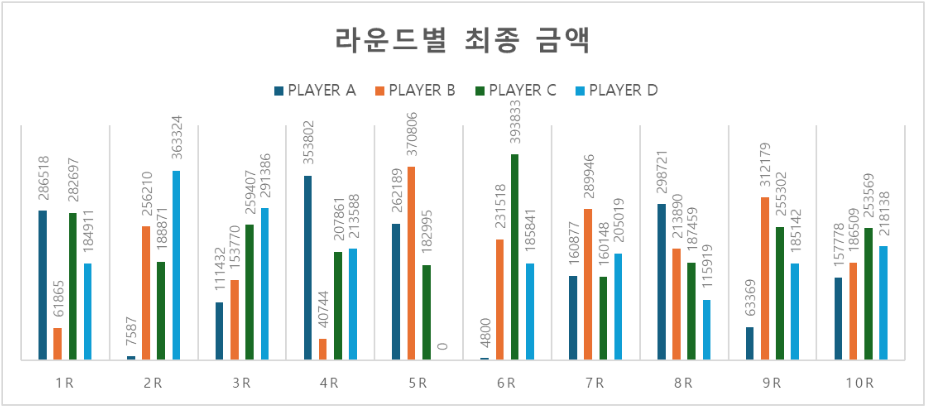 라운드별 최종 금액
PLAYER A PLAYER B PLAYER C PLAYER D
286518 61865 282697 184911
7587 256210 188871 363324
111432 153770 259407 291386
353802 40744 207861 213588
262189 370806 182995 0
4800 231518 393833 185841
160877 289946 160148 205019
298721 213890 187459 115919
63369 312179 255302 185142
157778 186509 253569 218138
1R 2R 3R 4R 5R 6R 7R 8R 9R 10R